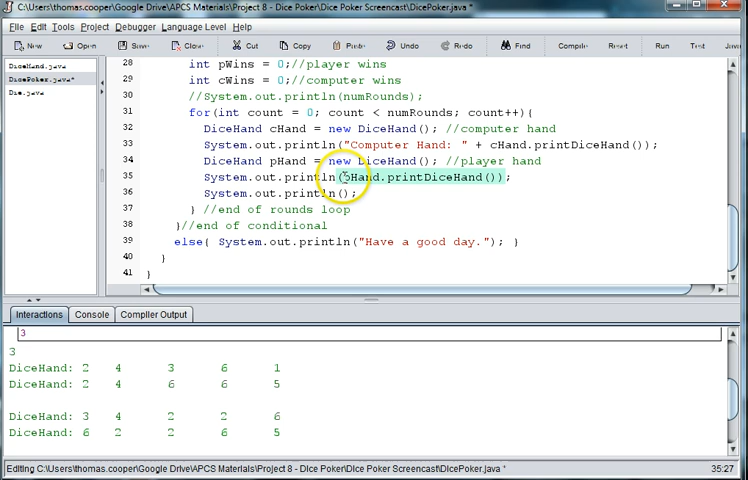 C:\Users\thomas.cooper\Google Drive\APCS Materials\Project 8 - Dice Poker\Dice Poker Screencast\DicePoker.java *
File Edit Tools Project Debugger Language Level Help
New Open Save Close Cut Copy Paste Undo Redo Find Compile Reset Run Test
DiceHand.java
DicePoker.java*
Die.java
28 int pWins = 0;//player wins
29 int cWins = 0;//computer wins
30 //System.out.println(numRounds);
31 for(int count = 0; count < numRounds; count++){
32 DiceHand cHand = new DiceHand(); //computer hand
33 System.out.println("Computer Hand: " + cHand.printDiceHand());
34 DiceHand pHand = new DiceHand(); //player hand
35 System.out.println(pHand.printDiceHand());
36 System.out.println();
37 } //end of rounds loop
38 }//end of conditional
39 else{ System.out.println("Have a good day."); }
40 }
41 }
Interactions Console Compiler Output
3
3
DiceHand: 2 4 3 6 1
DiceHand: 2 4 6 6 5
DiceHand: 3 4 2 2 6
DiceHand: 6 2 2 6 5
Editing C:\Users\thomas.cooper\Google Drive\APCS Materials\Project 8 - Dice Poker\Dice Poker Screencast\DicePoker.java * 35:27